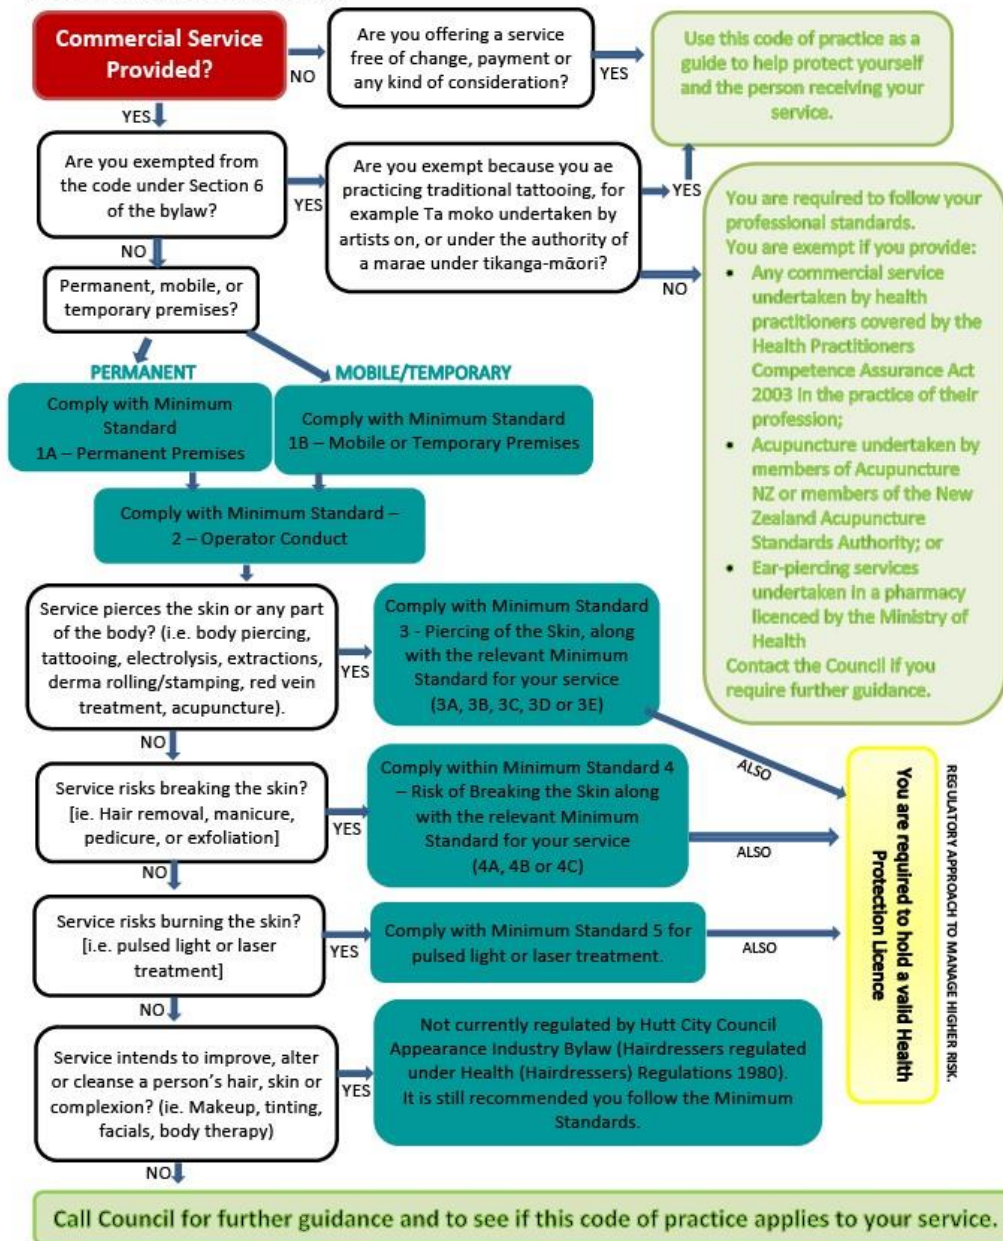 Commercial Service
Provided?
NO
Are you offering a service
free of change, payment or
any kind of consideration?
YES
Use this code of practice as a
guide to help protect yourself
and the person receiving your
service.
YES
Are you exempted from
the code under Section 6
of the bylaw?
YES
Are you exempt because you ae
practicing traditional tattooing, for
example Ta moko undertaken by
artists on, or under the authority of
a marae under tikanga-māori?
YES
NO
You are required to follow your
professional standards.
You are exempt if you provide:
• Any commercial service
undertaken by health
practitioners covered by the
Health Practitioners
Competence Assurance Act
2003 in the practice of their
profession;
• Acupuncture undertaken by
members of Acupuncture
NZ or members of the New
Zealand Acupuncture
Standards Authority; or
• Ear-piercing services
undertaken in a pharmacy
licenced by the Ministry of
Health
Contact the Council if you
require further guidance.
NO
Permanent, mobile, or
temporary premises?
PERMANENT
MOBILE/TEMPORARY
Comply with Minimum
Standard
1A – Permanent Premises
Comply with Minimum Standard
1B – Mobile or Temporary Premises
Comply with Minimum Standard –
2 – Operator Conduct
Service pierces the skin or any part
of the body? (i.e. body piercing,
tattooing, electrolysis, extractions,
derma rolling/stamping, red vein
treatment, acupuncture).
YES
Comply with Minimum Standard
3 - Piercing of the Skin, along
with the relevant Minimum
Standard for your service
(3A, 3B, 3C, 3D or 3E)
ALSO
NO
Service risks breaking the skin?
[ie. Hair removal, manicure,
pedicure, or exfoliation]
YES
Comply within Minimum Standard 4
– Risk of Breaking the Skin along
with the relevant Minimum
Standard for your service
(4A, 4B or 4C)
ALSO
You are required to hold a valid Health
Protection Licence
REGULATORY APPROACH TO MANAGE HIGHER RISK.
NO
Service risks burning the skin?
[i.e. pulsed light or laser
treatment]
YES
Comply with Minimum Standard 5 for
pulsed light or laser treatment.
ALSO
NO
Service intends to improve, alter
or cleanse a person's hair, skin or
complexion? (ie. Makeup, tinting,
facials, body therapy)
YES
Not currently regulated by Hutt City Council
Appearance Industry Bylaw (Hairdressers regulated
under Health (Hairdressers) Regulations 1980).
It is still recommended you follow the Minimum
Standards.
NO
Call Council for further guidance and to see if this code of practice applies to your service.